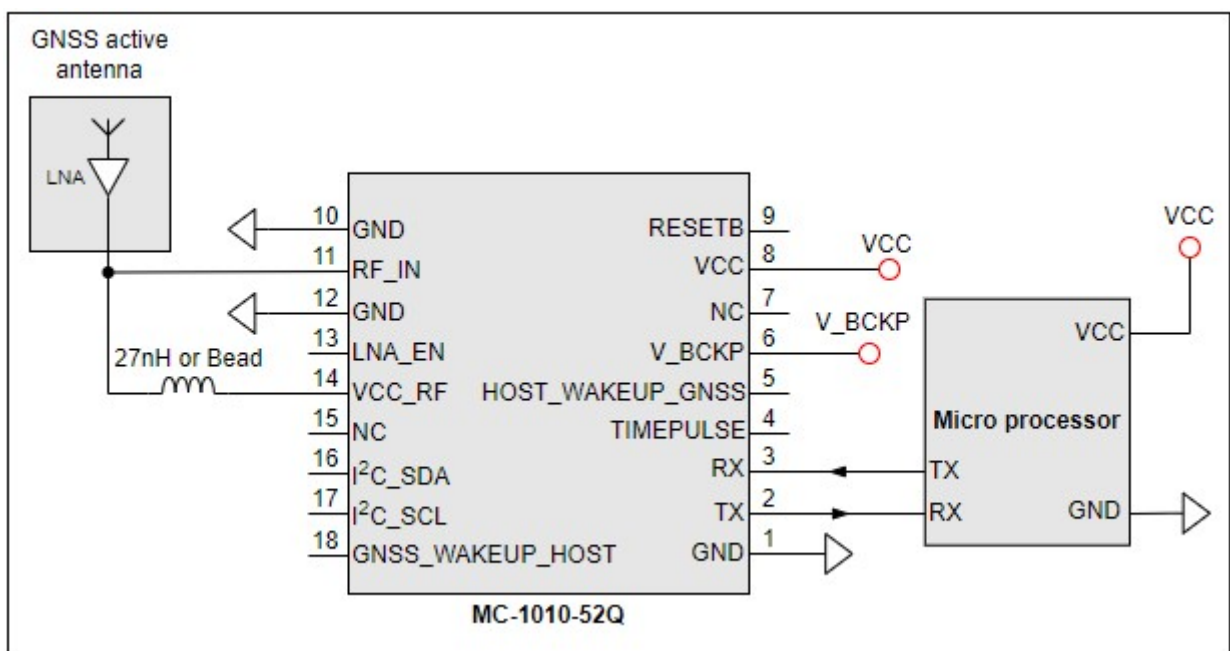 GNSS active
antenna
LNA
10 GND
11 RF_IN
12 GND
13 LNA_EN
27nH or Bead
14 VCC_RF
15 NC
16 I²C_SDA
17 I²C_SCL
18 GNSS_WAKEUP_HOST
RESETB 9
VCC 8
VCC
NC 7
V_BCKP 6
V_BCKP
HOST_WAKEUP_GNSS 5
TIMEPULSE 4
RX 3
TX 2
GND 1
MC-1010-52Q
VCC
VCC
Micro processor
TX
RX
GND